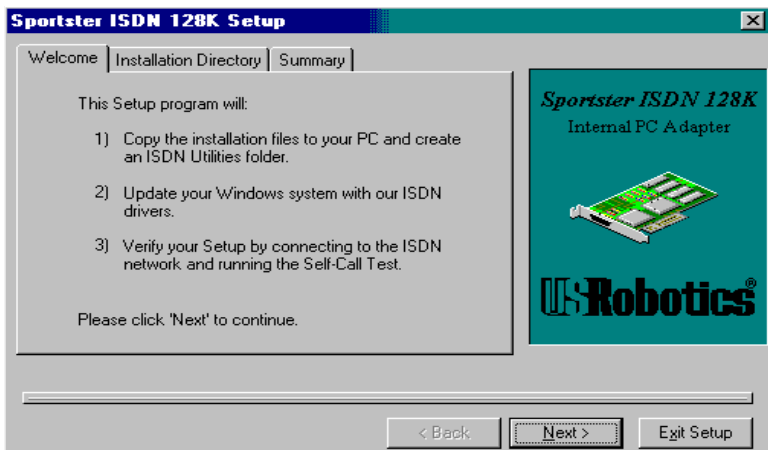 Sportster ISDN 128K Setup
Welcome
Installation Directory
Summary
This Setup program will:
1) Copy the installation files to your PC and create
an ISDN Utilities folder.
2) Update your Windows system with our ISDN
drivers.
3) Verify your Setup by connecting to the ISDN
network and running the Self-Call Test.
Please click 'Next' to continue.
Sportster ISDN 128K
Internal PC Adapter
USRobotics®
< Back
Next >
Exit Setup